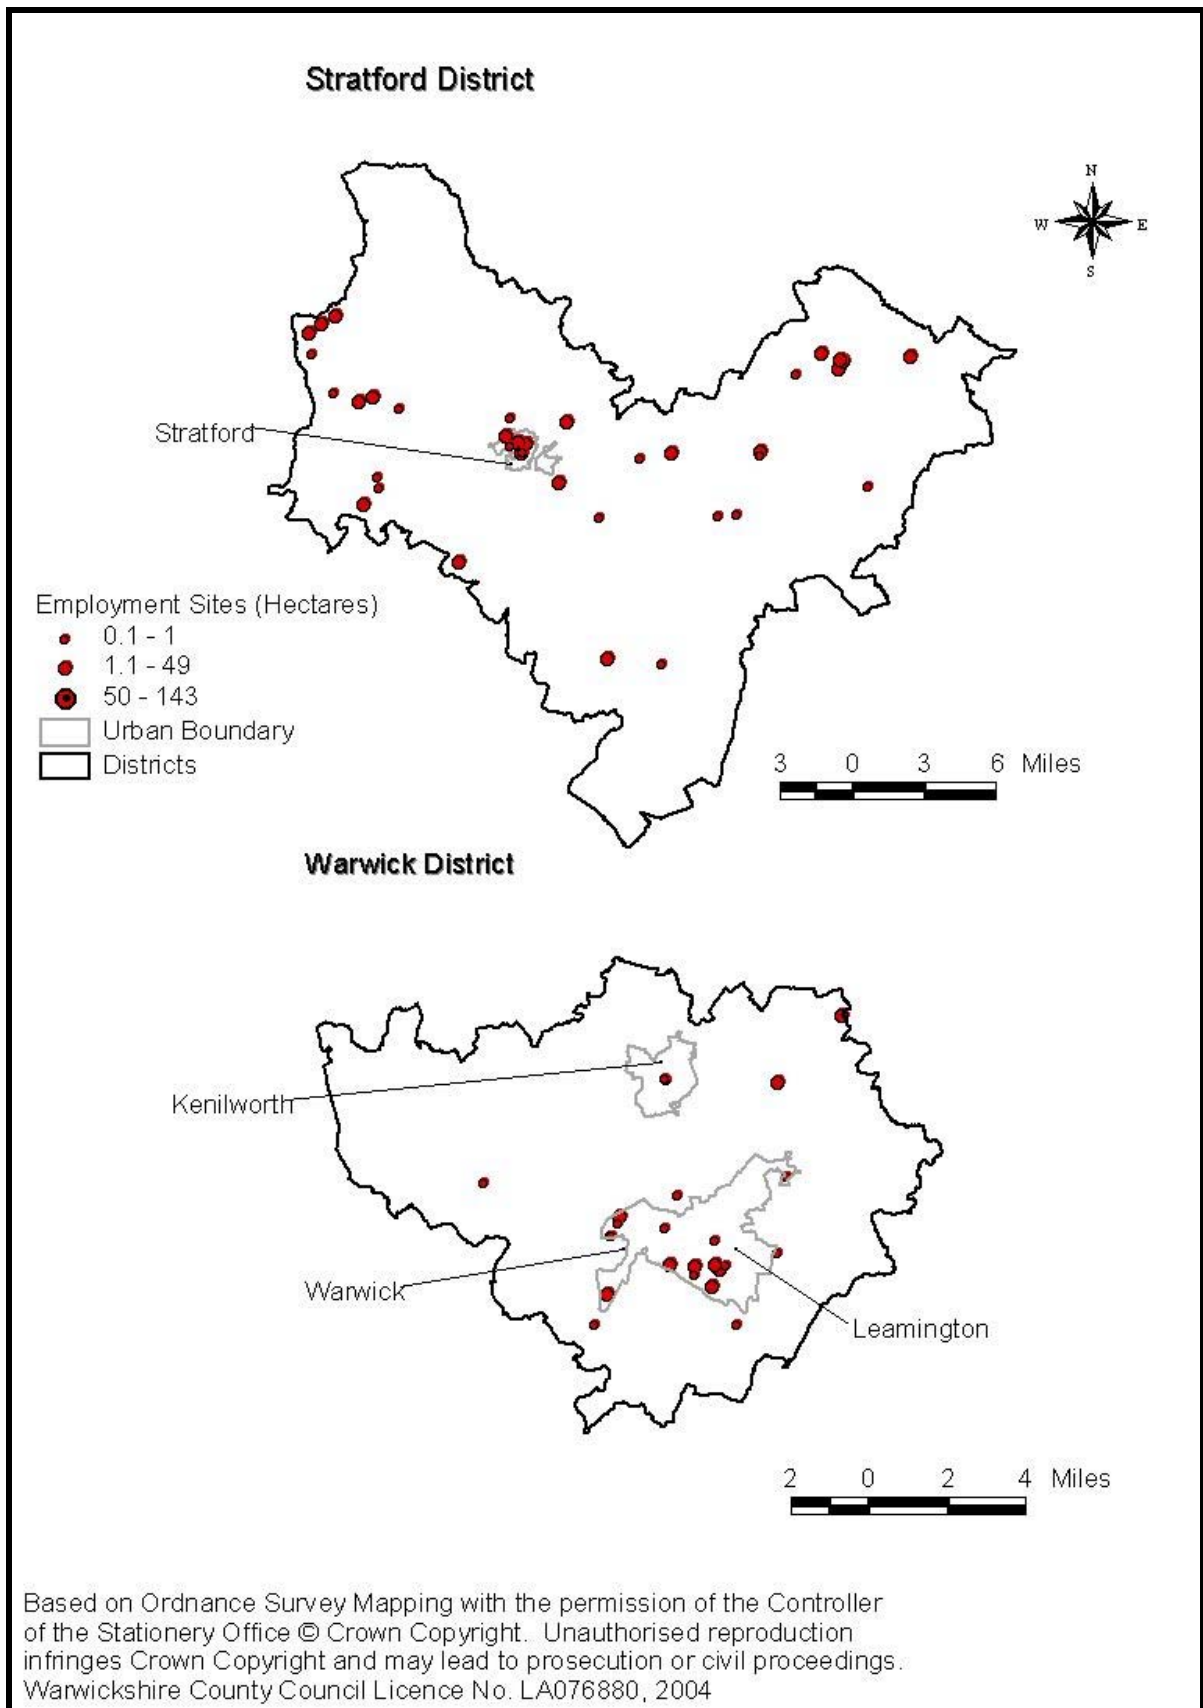 Stratford District
N
W E
S
Stratford
Employment Sites (Hectares)
0.1 - 1
1.1 - 49
50 - 143
Urban Boundary
Districts
3 0 3 6 Miles
Warwick District
Kenilworth
Warwick
Leamington
2 0 2 4 Miles
Based on Ordnance Survey Mapping with the permission of the Controller
of the Stationery Office © Crown Copyright. Unauthorised reproduction
infringes Crown Copyright and may lead to prosecution or civil proceedings.
Warwickshire County Council Licence No. LA076880, 2004